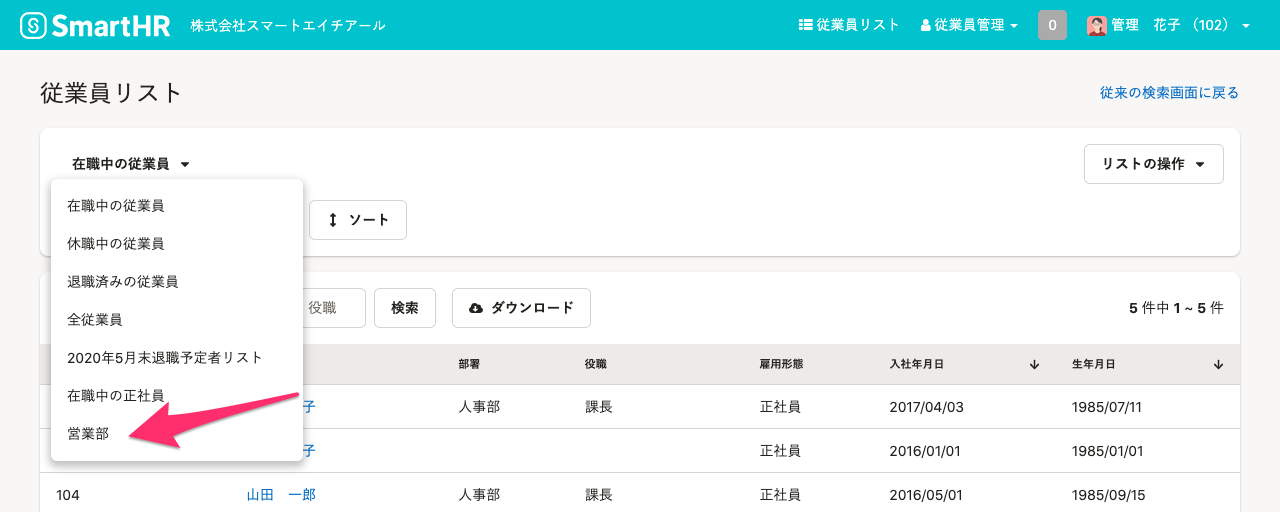 SmartHR 株式会社スマートエイチアール 従業員リスト 従業員管理 0 管理 花子 （102）
従業員リスト 従来の検索画面に戻る
在職中の従業員 リストの操作
在職中の従業員
ソート
休職中の従業員
退職済みの従業員
全従業員
役職 検索 ダウンロード 5 件中 1 ~ 5 件
2020年5月末退職予定者リスト
部署 役職 雇用形態 入社年月日 生年月日
在職中の正社員
子 人事部 課長 正社員 2017/04/03 1985/07/11
営業部
子 正社員 2016/01/01 1985/01/01
104 山田 一郎 人事部 課長 正社員 2016/05/01 1985/09/15